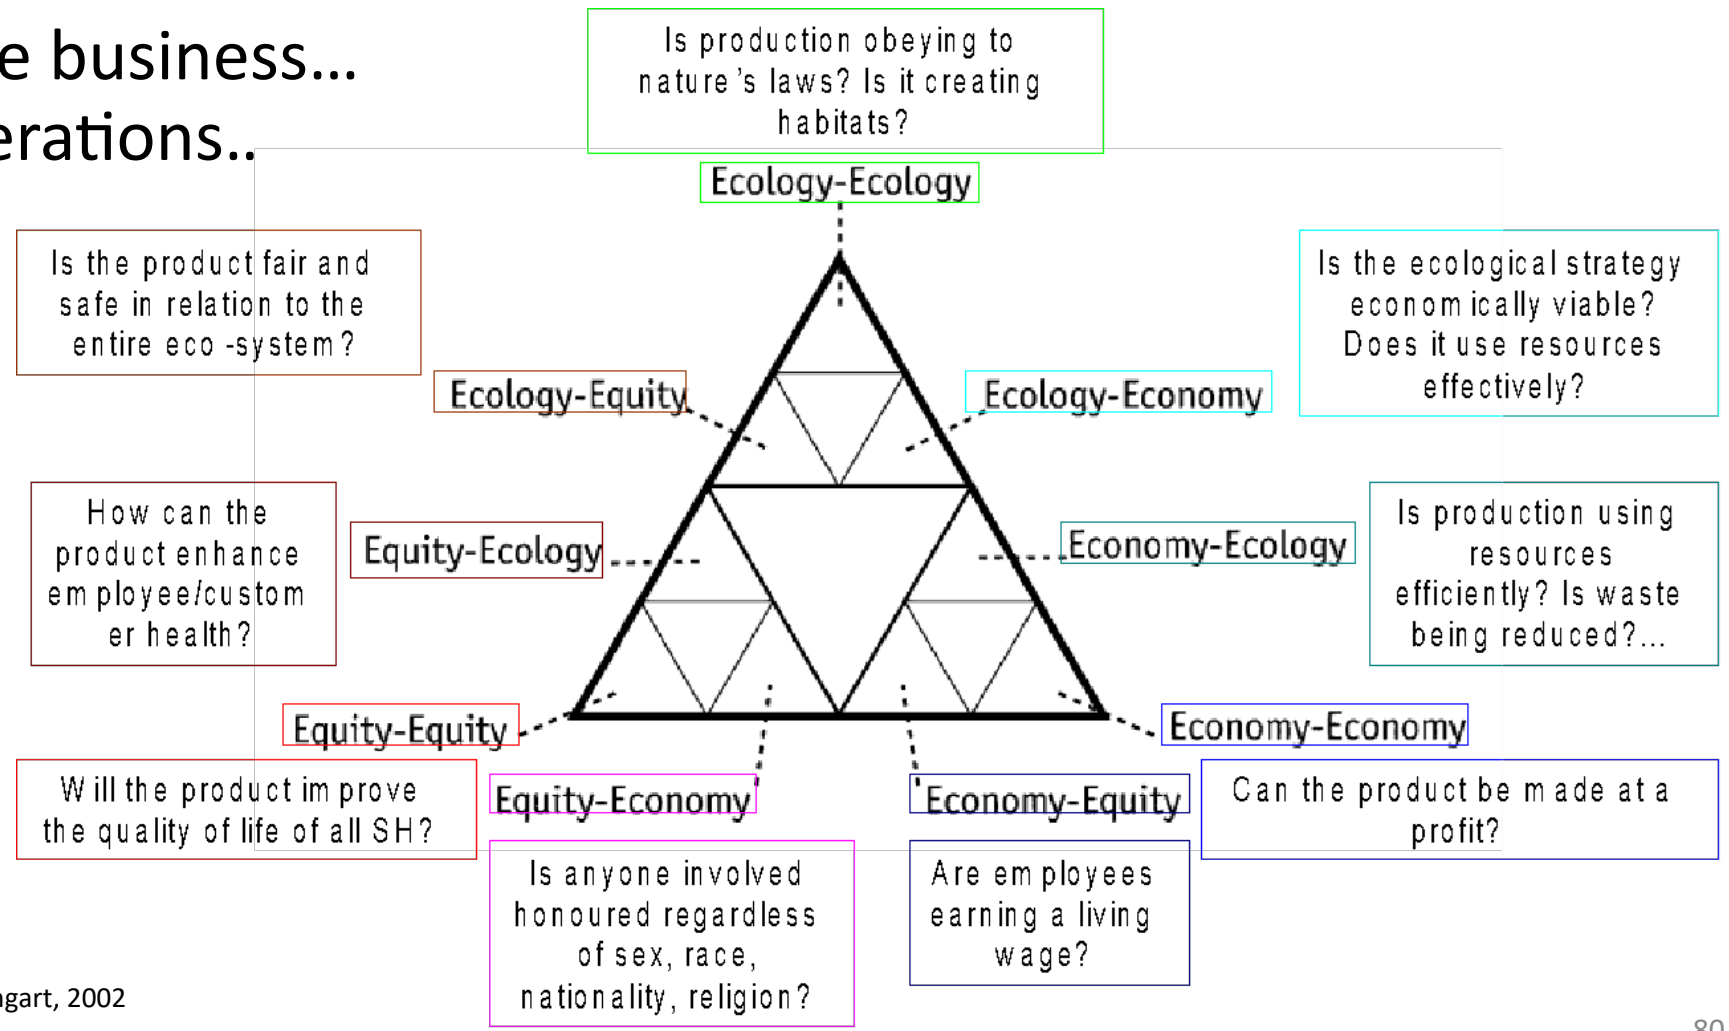 e business...
erations..
Is production obeying to
nature's laws? Is it creating
habitats?
Ecology-Ecology
Is the product fair and
safe in relation to the
entire eco-system?
Is the ecological strategy
economically viable?
Does it use resources
effectively?
Ecology-Equity
Ecology-Economy
How can the
product enhance
employee/custom
er health?
Equity-Ecology
Economy-Ecology
Is production using
resources
efficiently? Is waste
being reduced?...
Equity-Equity
Economy-Economy
Will the product improve
the quality of life of all SH?
Equity-Economy
Economy-Equity
Can the product be made at a
profit?
Is anyone involved
honoured regardless
of sex, race,
nationality, religion?
Are employees
earning a living
wage?
gart, 2002